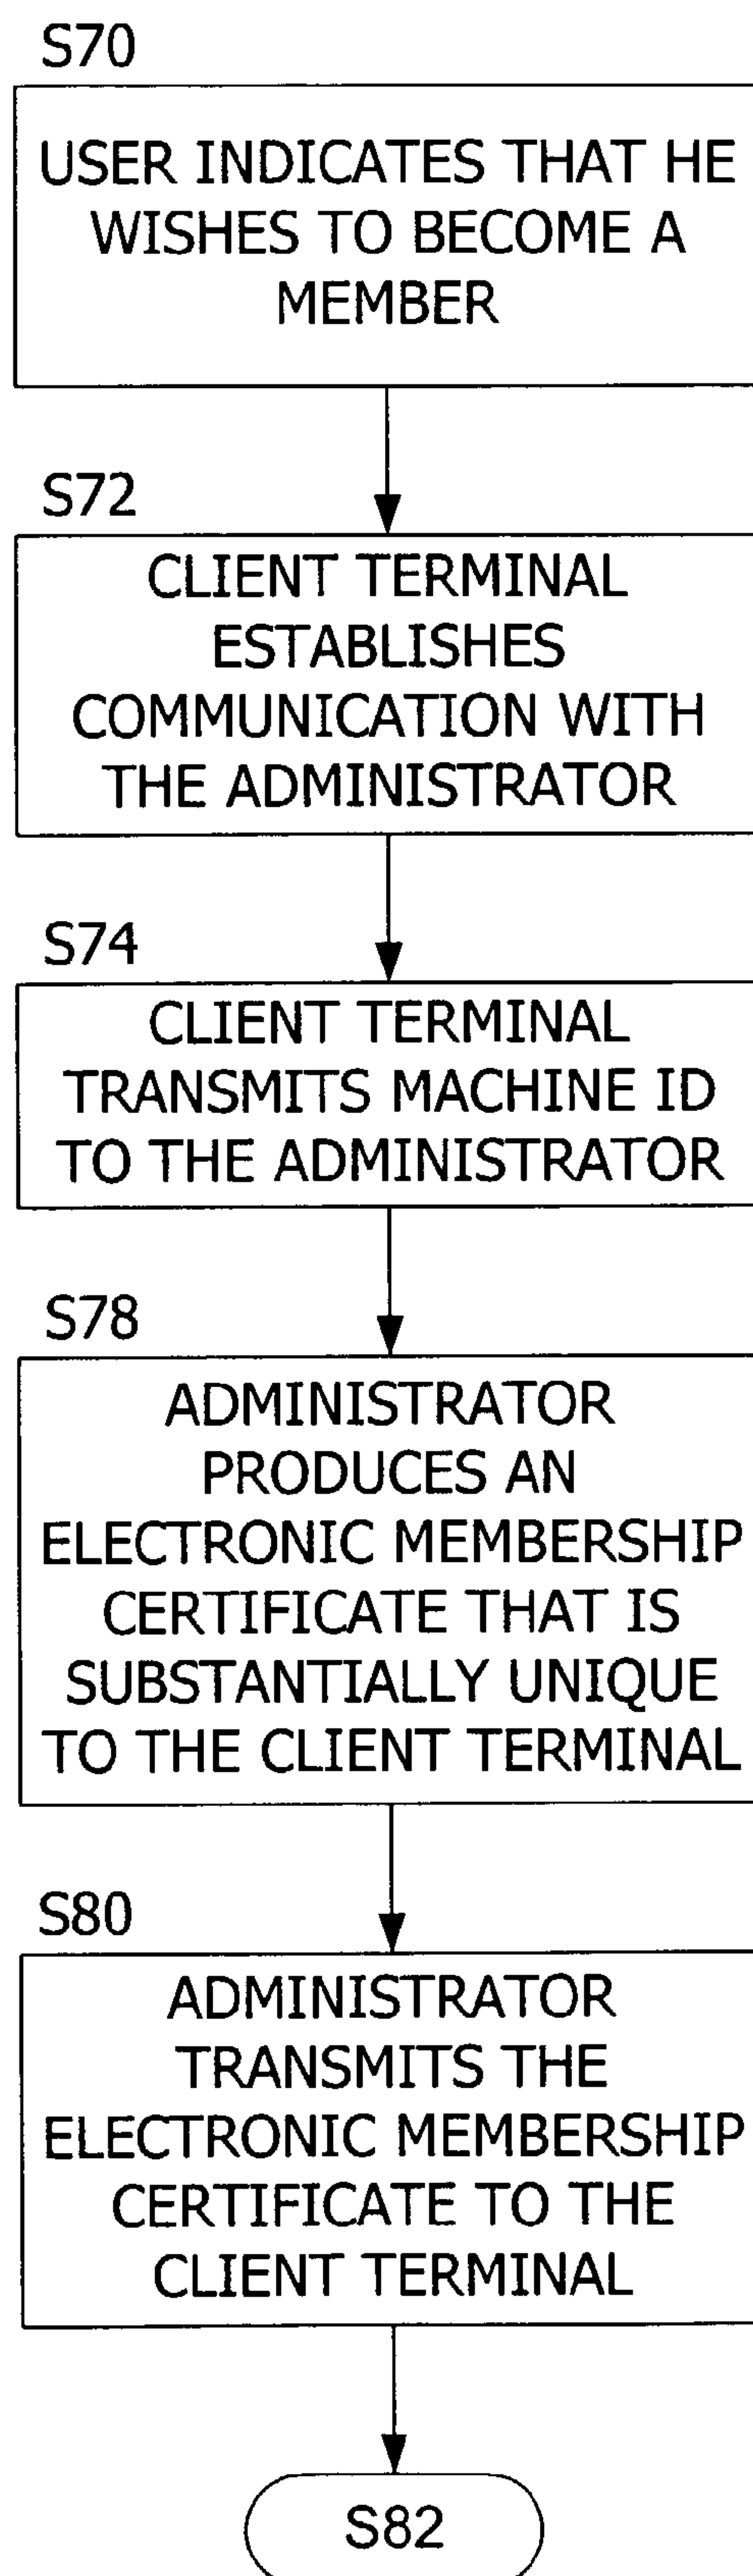 S70
USER INDICATES THAT HE
WISHES TO BECOME A
MEMBER
S72
CLIENT TERMINAL
ESTABLISHES
COMMUNICATION WITH
THE ADMINISTRATOR
S74
CLIENT TERMINAL
TRANSMITS MACHINE ID
TO THE ADMINISTRATOR
S78
ADMINISTRATOR
PRODUCES AN
ELECTRONIC MEMBERSHIP
CERTIFICATE THAT IS
SUBSTANTIALLY UNIQUE
TO THE CLIENT TERMINAL
S80
ADMINISTRATOR
TRANSMITS THE
ELECTRONIC MEMBERSHIP
CERTIFICATE TO THE
CLIENT TERMINAL
S82